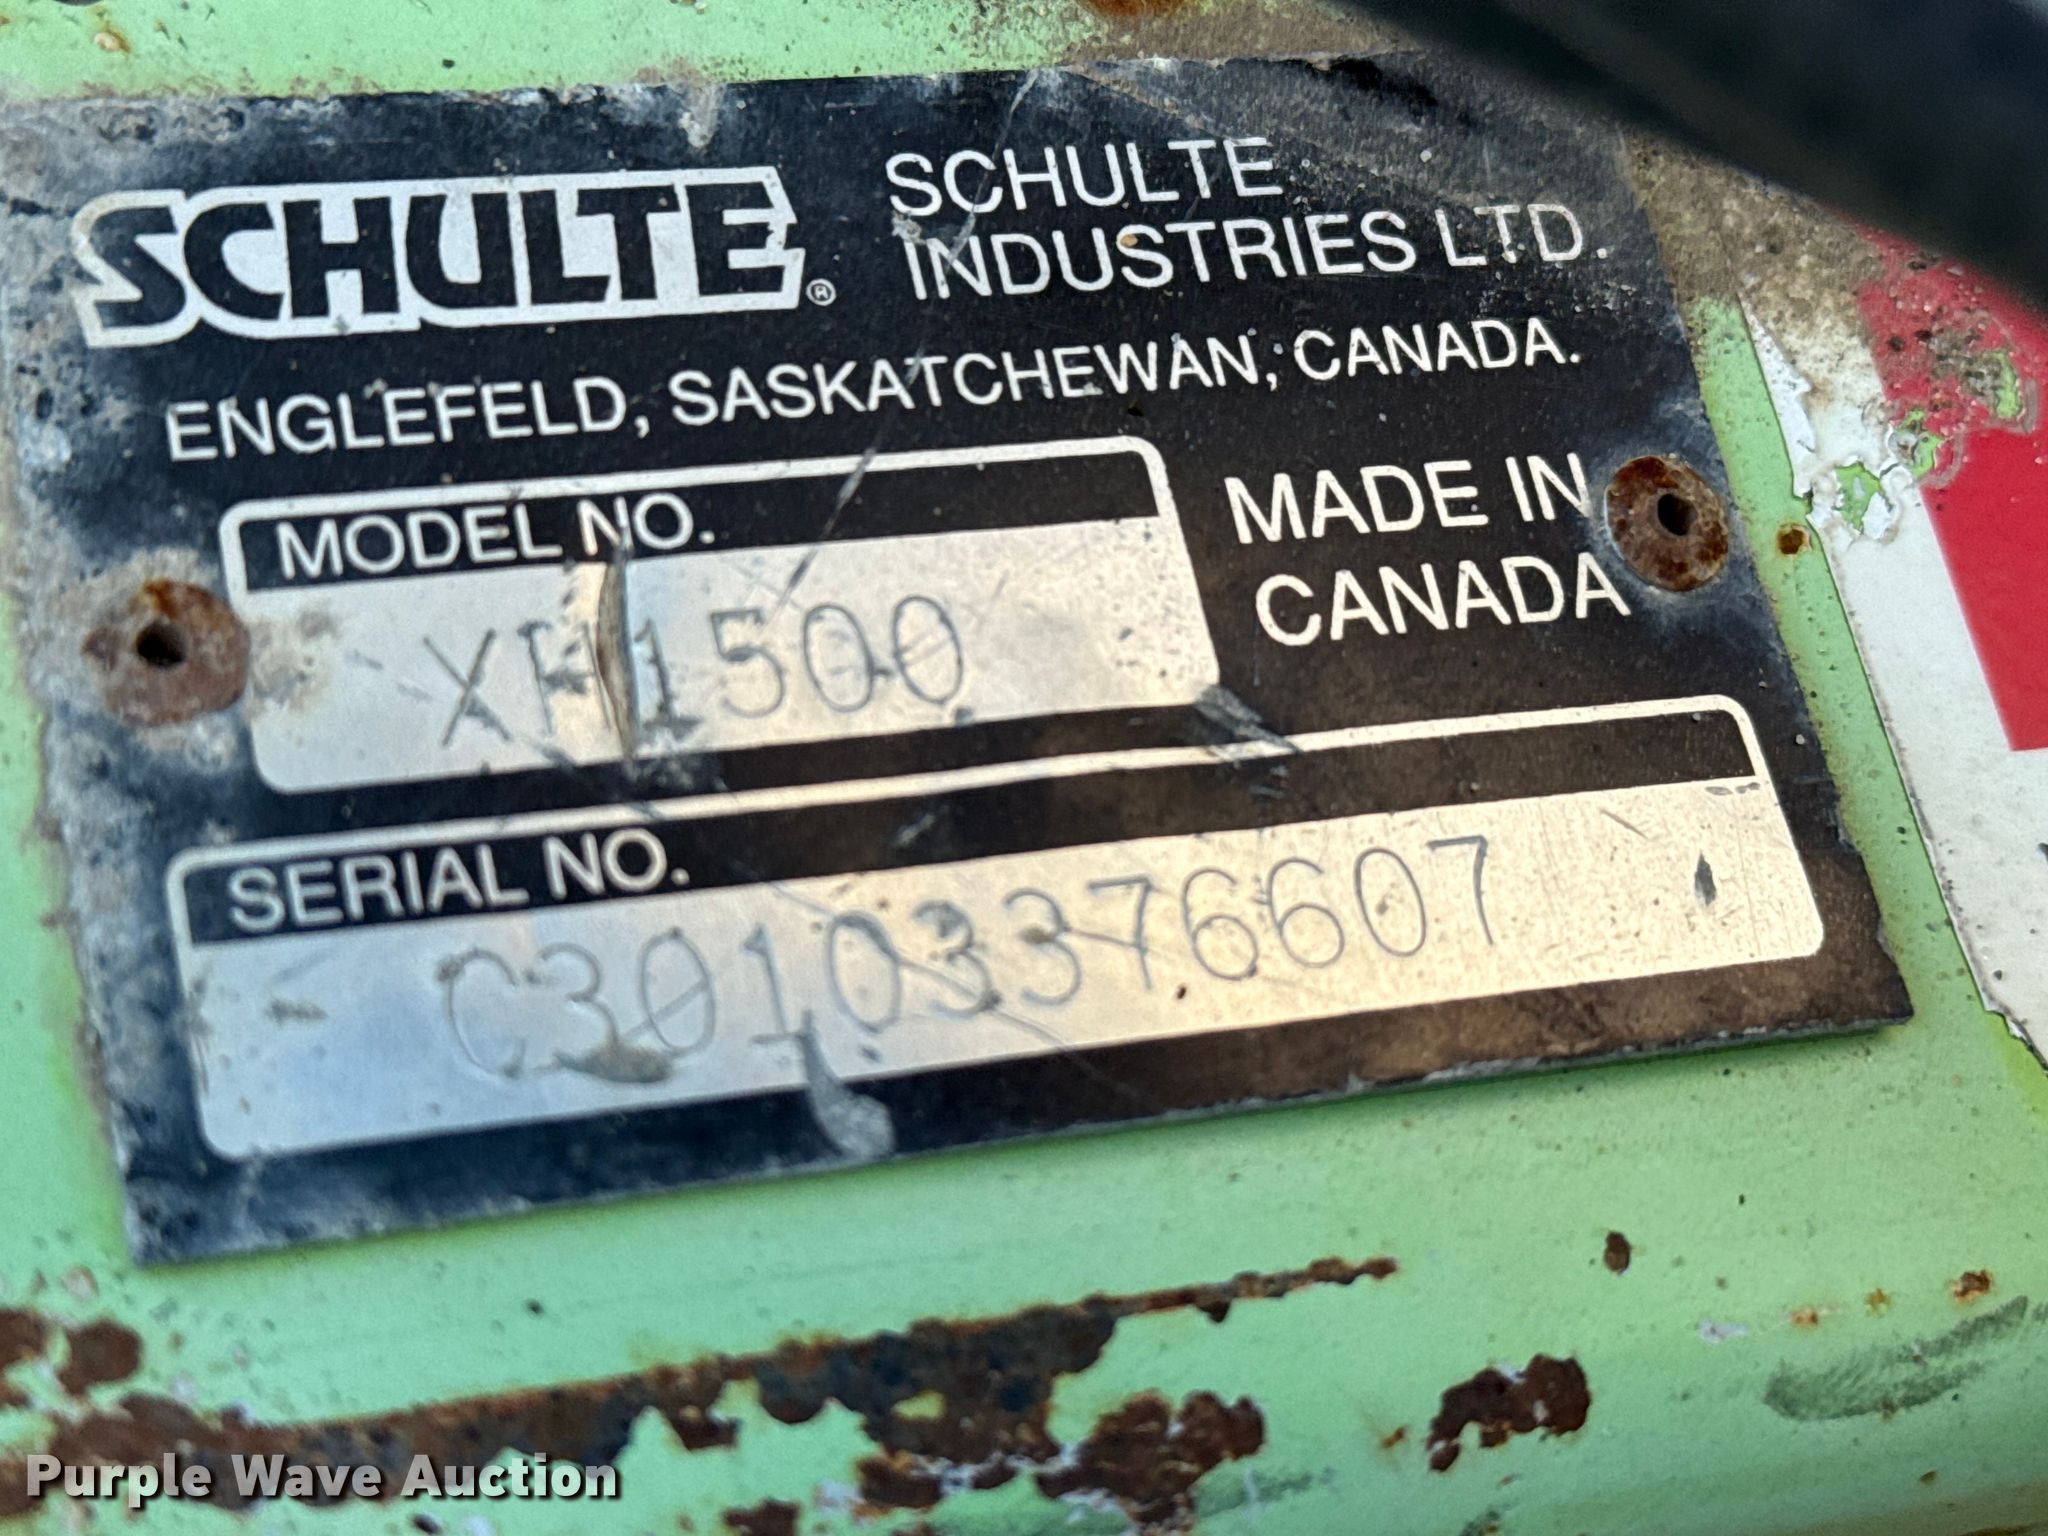 SCHULTE®
SCHULTE
INDUSTRIES LTD.
ENGLEFELD, SASKATCHEWAN, CANADA.
MODEL NO.
XH1500
MADE IN
CANADA
SERIAL NO.
C30103376607
Purple Wave Auction